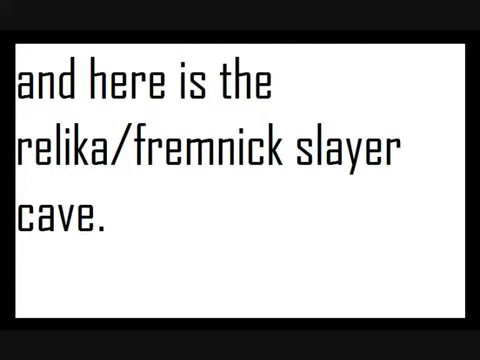 and here is the
relika/fremnick slayer
cave.